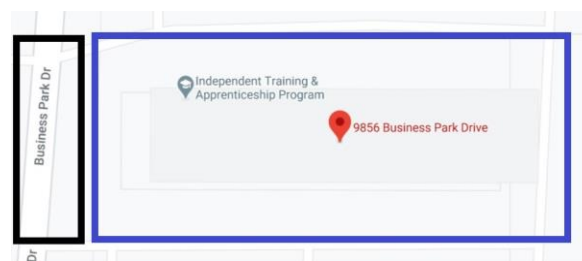 Business Park Dr
Independent Training &
Apprenticeship Program
9856 Business Park Drive
Dr